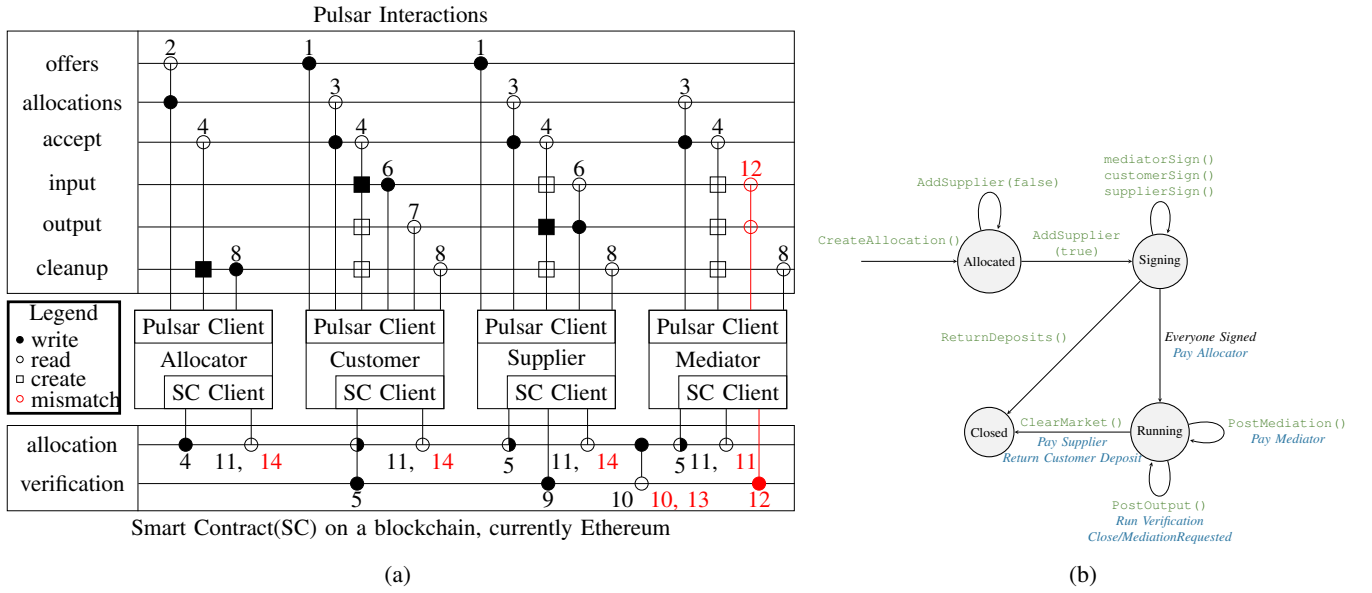 Pulsar Interactions
offers
allocations
accept
input
output
cleanup
2 1 1
3 3 3
4 4 4 4
6 6 12
7
8 8 8 8
Legend
write
read
create
mismatch
Pulsar Client Pulsar Client Pulsar Client Pulsar Client
Allocator Customer Supplier Mediator
SC Client SC Client SC Client SC Client
allocation
4 11, 14 11, 14 5 11, 14 5 11, 11
verification
5 9 10 10, 13 12
Smart Contract(SC) on a blockchain, currently Ethereum
(a)
mediatorSign()
customerSign()
supplierSign()
AddSupplier(false)
CreateAllocation()
AddSupplier
(true)
Allocated
Signing
ReturnDeposits()
Everyone Signed
Pay Allocator
Closed
ClearMarket()
Pay Supplier
Return Customer Deposit
Running
PostMediation()
Pay Mediator
PostOutput()
Run Verification
Close/MediationRequested
(b)